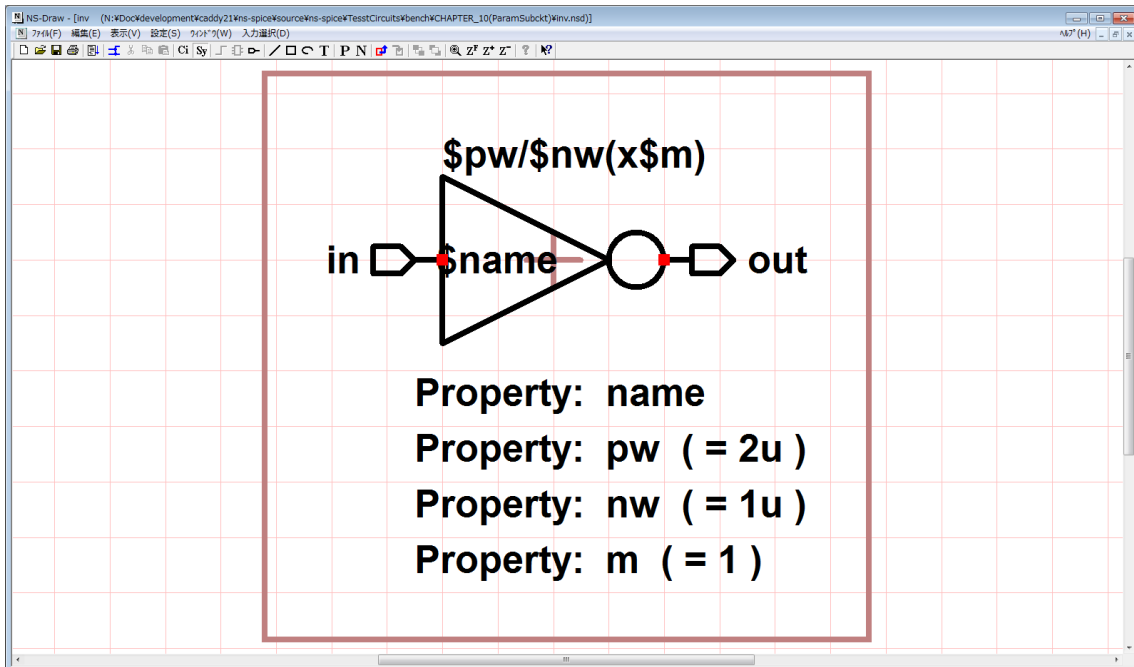 NS-Draw - [inv (N:¥Doc¥development¥caddy21¥ns-spice¥source¥ns-spice¥TesstCircuits¥bench¥CHAPTER_10(ParamSubckt)¥inv.nsd)]
ファイル(F) 編集(E) 表示(V) 設定(S) ウィンドウ(W) 入力選択(D) ヘルプ(H)
Ci Sy T P N Z^F Z^+ Z^- ?
$pw/$nw(x$m)
in $name out
Property: name
Property: pw ( = 2u )
Property: nw ( = 1u )
Property: m ( = 1 )